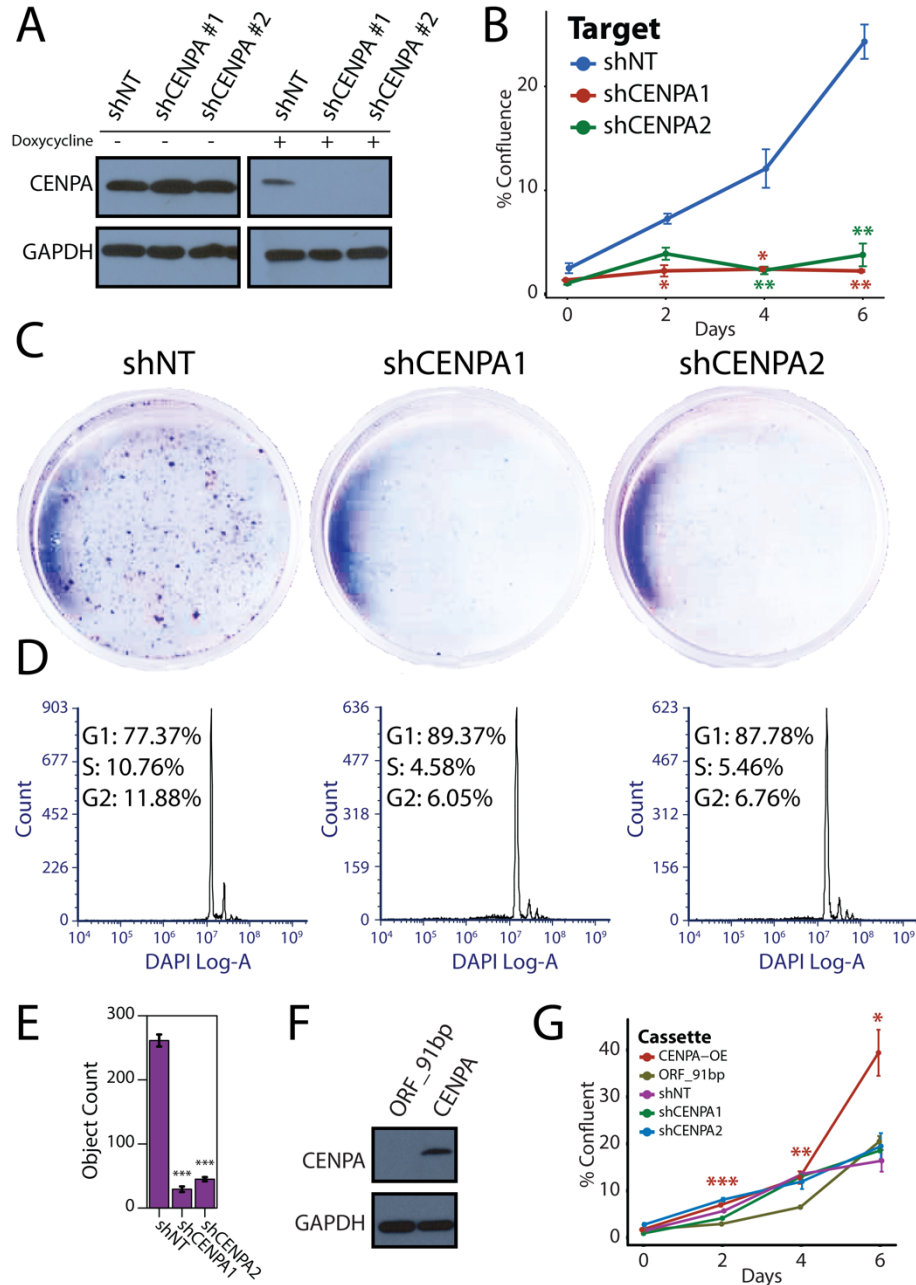 A
shNT
shCENPA #1
shCENPA #2
shNT
shCENPA #1
shCENPA #2
Doxycycline - - - + + +
CENPA
GAPDH
B
Target
shNT
shCENPA1
shCENPA2
% Confluence
20
10
0
*
*
**
**
**
0 2 4 6
Days
C
shNT shCENPA1 shCENPA2
D
Count
903
677
452
226
0
G1: 77.37%
S: 10.76%
G2: 11.88%
10⁴ 10⁵ 10⁶ 10⁷ 10⁸ 10⁹
DAPI Log-A
Count
636
477
318
159
0
G1: 89.37%
S: 4.58%
G2: 6.05%
10⁴ 10⁵ 10⁶ 10⁷ 10⁸ 10⁹
DAPI Log-A
Count
623
467
312
156
0
G1: 87.78%
S: 5.46%
G2: 6.76%
10⁴ 10⁵ 10⁶ 10⁷ 10⁸ 10⁹
DAPI Log-A
E
Object Count
300
200
100
0
*** ***
shNT
shCENPA1
shCENPA2
F
ORF_91bp
CENPA
CENPA
GAPDH
G
Cassette
CENPA–OE
ORF_91bp
shNT
shCENPA1
shCENPA2
% Confluent
40
30
20
10
0
***
**
*
0 2 4 6
Days